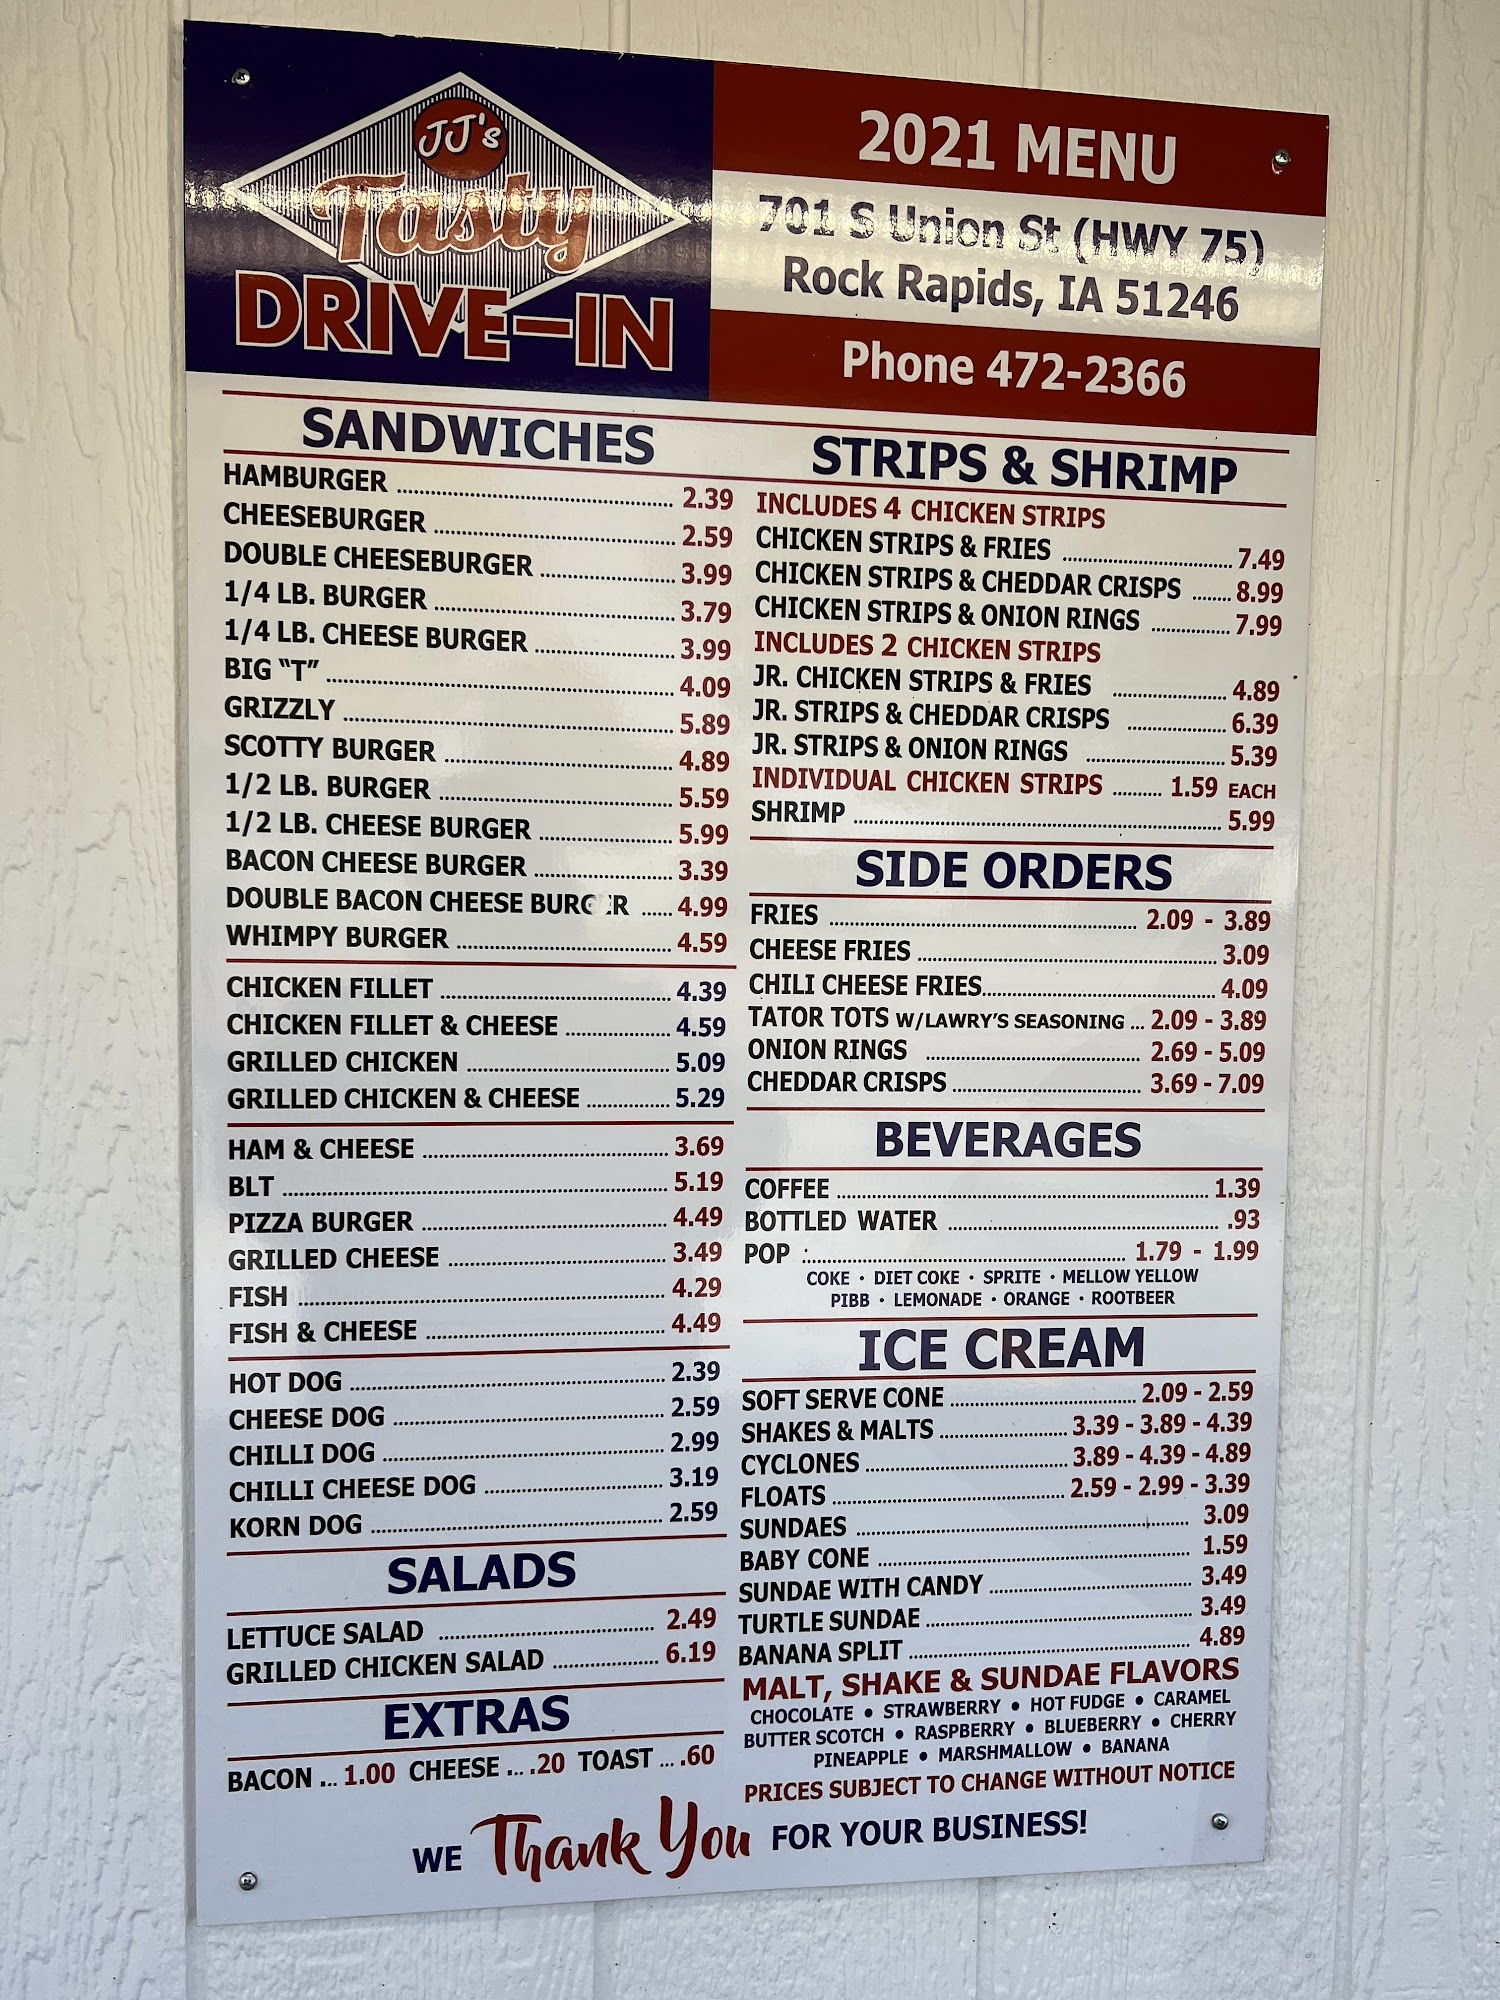 JJ's
Tasty
DRIVE-IN
2021 MENU
701 S Union St (HWY 75)
Rock Rapids, IA 51246
Phone 472-2366
SANDWICHES
HAMBURGER 2.39
CHEESEBURGER 2.59
DOUBLE CHEESEBURGER 3.99
1/4 LB. BURGER 3.79
1/4 LB. CHEESE BURGER 3.99
BIG "T" 4.09
GRIZZLY 5.89
SCOTTY BURGER 4.89
1/2 LB. BURGER 5.59
1/2 LB. CHEESE BURGER 5.99
BACON CHEESE BURGER 3.39
DOUBLE BACON CHEESE BURGER 4.99
WHIMPY BURGER 4.59
CHICKEN FILLET 4.39
CHICKEN FILLET & CHEESE 4.59
GRILLED CHICKEN 5.09
GRILLED CHICKEN & CHEESE 5.29
HAM & CHEESE 3.69
BLT 5.19
PIZZA BURGER 4.49
GRILLED CHEESE 3.49
FISH 4.29
FISH & CHEESE 4.49
HOT DOG 2.39
CHEESE DOG 2.59
CHILLI DOG 2.99
CHILLI CHEESE DOG 3.19
KORN DOG 2.59
SALADS
LETTUCE SALAD 2.49
GRILLED CHICKEN SALAD 6.19
EXTRAS
BACON ... 1.00 CHEESE ... .20 TOAST ... .60
STRIPS & SHRIMP
INCLUDES 4 CHICKEN STRIPS
CHICKEN STRIPS & FRIES 7.49
CHICKEN STRIPS & CHEDDAR CRISPS 8.99
CHICKEN STRIPS & ONION RINGS 7.99
INCLUDES 2 CHICKEN STRIPS
JR. CHICKEN STRIPS & FRIES 4.89
JR. STRIPS & CHEDDAR CRISPS 6.39
JR. STRIPS & ONION RINGS 5.39
INDIVIDUAL CHICKEN STRIPS 1.59 EACH
SHRIMP 5.99
SIDE ORDERS
FRIES 2.09 - 3.89
CHEESE FRIES 3.09
CHILI CHEESE FRIES 4.09
TATOR TOTS W/LAWRY'S SEASONING ... 2.09 - 3.89
ONION RINGS 2.69 - 5.09
CHEDDAR CRISPS 3.69 - 7.09
BEVERAGES
COFFEE 1.39
BOTTLED WATER .93
POP 1.79 - 1.99
COKE • DIET COKE • SPRITE • MELLOW YELLOW
PIBB • LEMONADE • ORANGE • ROOTBEER
ICE CREAM
SOFT SERVE CONE 2.09 - 2.59
SHAKES & MALTS 3.39 - 3.89 - 4.39
CYCLONES 3.89 - 4.39 - 4.89
FLOATS 2.59 - 2.99 - 3.39
SUNDAES 3.09
BABY CONE 1.59
SUNDAE WITH CANDY 3.49
TURTLE SUNDAE 3.49
BANANA SPLIT 4.89
MALT, SHAKE & SUNDAE FLAVORS
CHOCOLATE • STRAWBERRY • HOT FUDGE • CARAMEL
BUTTER SCOTCH • RASPBERRY • BLUEBERRY • CHERRY
PINEAPPLE • MARSHMALLOW • BANANA
PRICES SUBJECT TO CHANGE WITHOUT NOTICE
WE Thank You FOR YOUR BUSINESS!